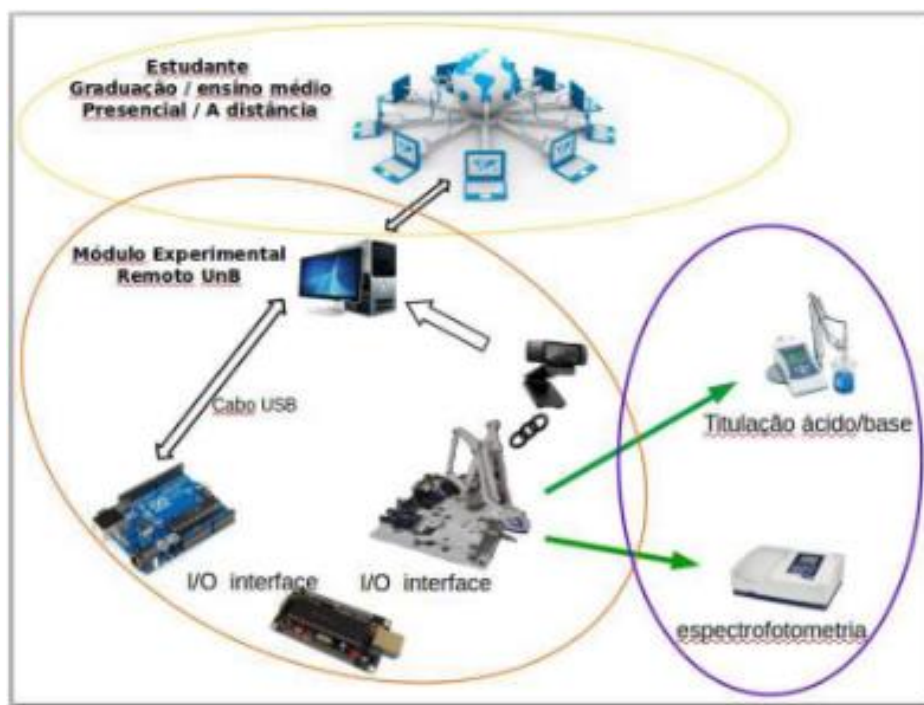 Estudante
Graduação / ensino médio
Presencial / A distância
Módulo Experimental
Remoto UnB
Cabo USB
Titulação ácido/base
I/O interface
I/O interface
espectrofotometria